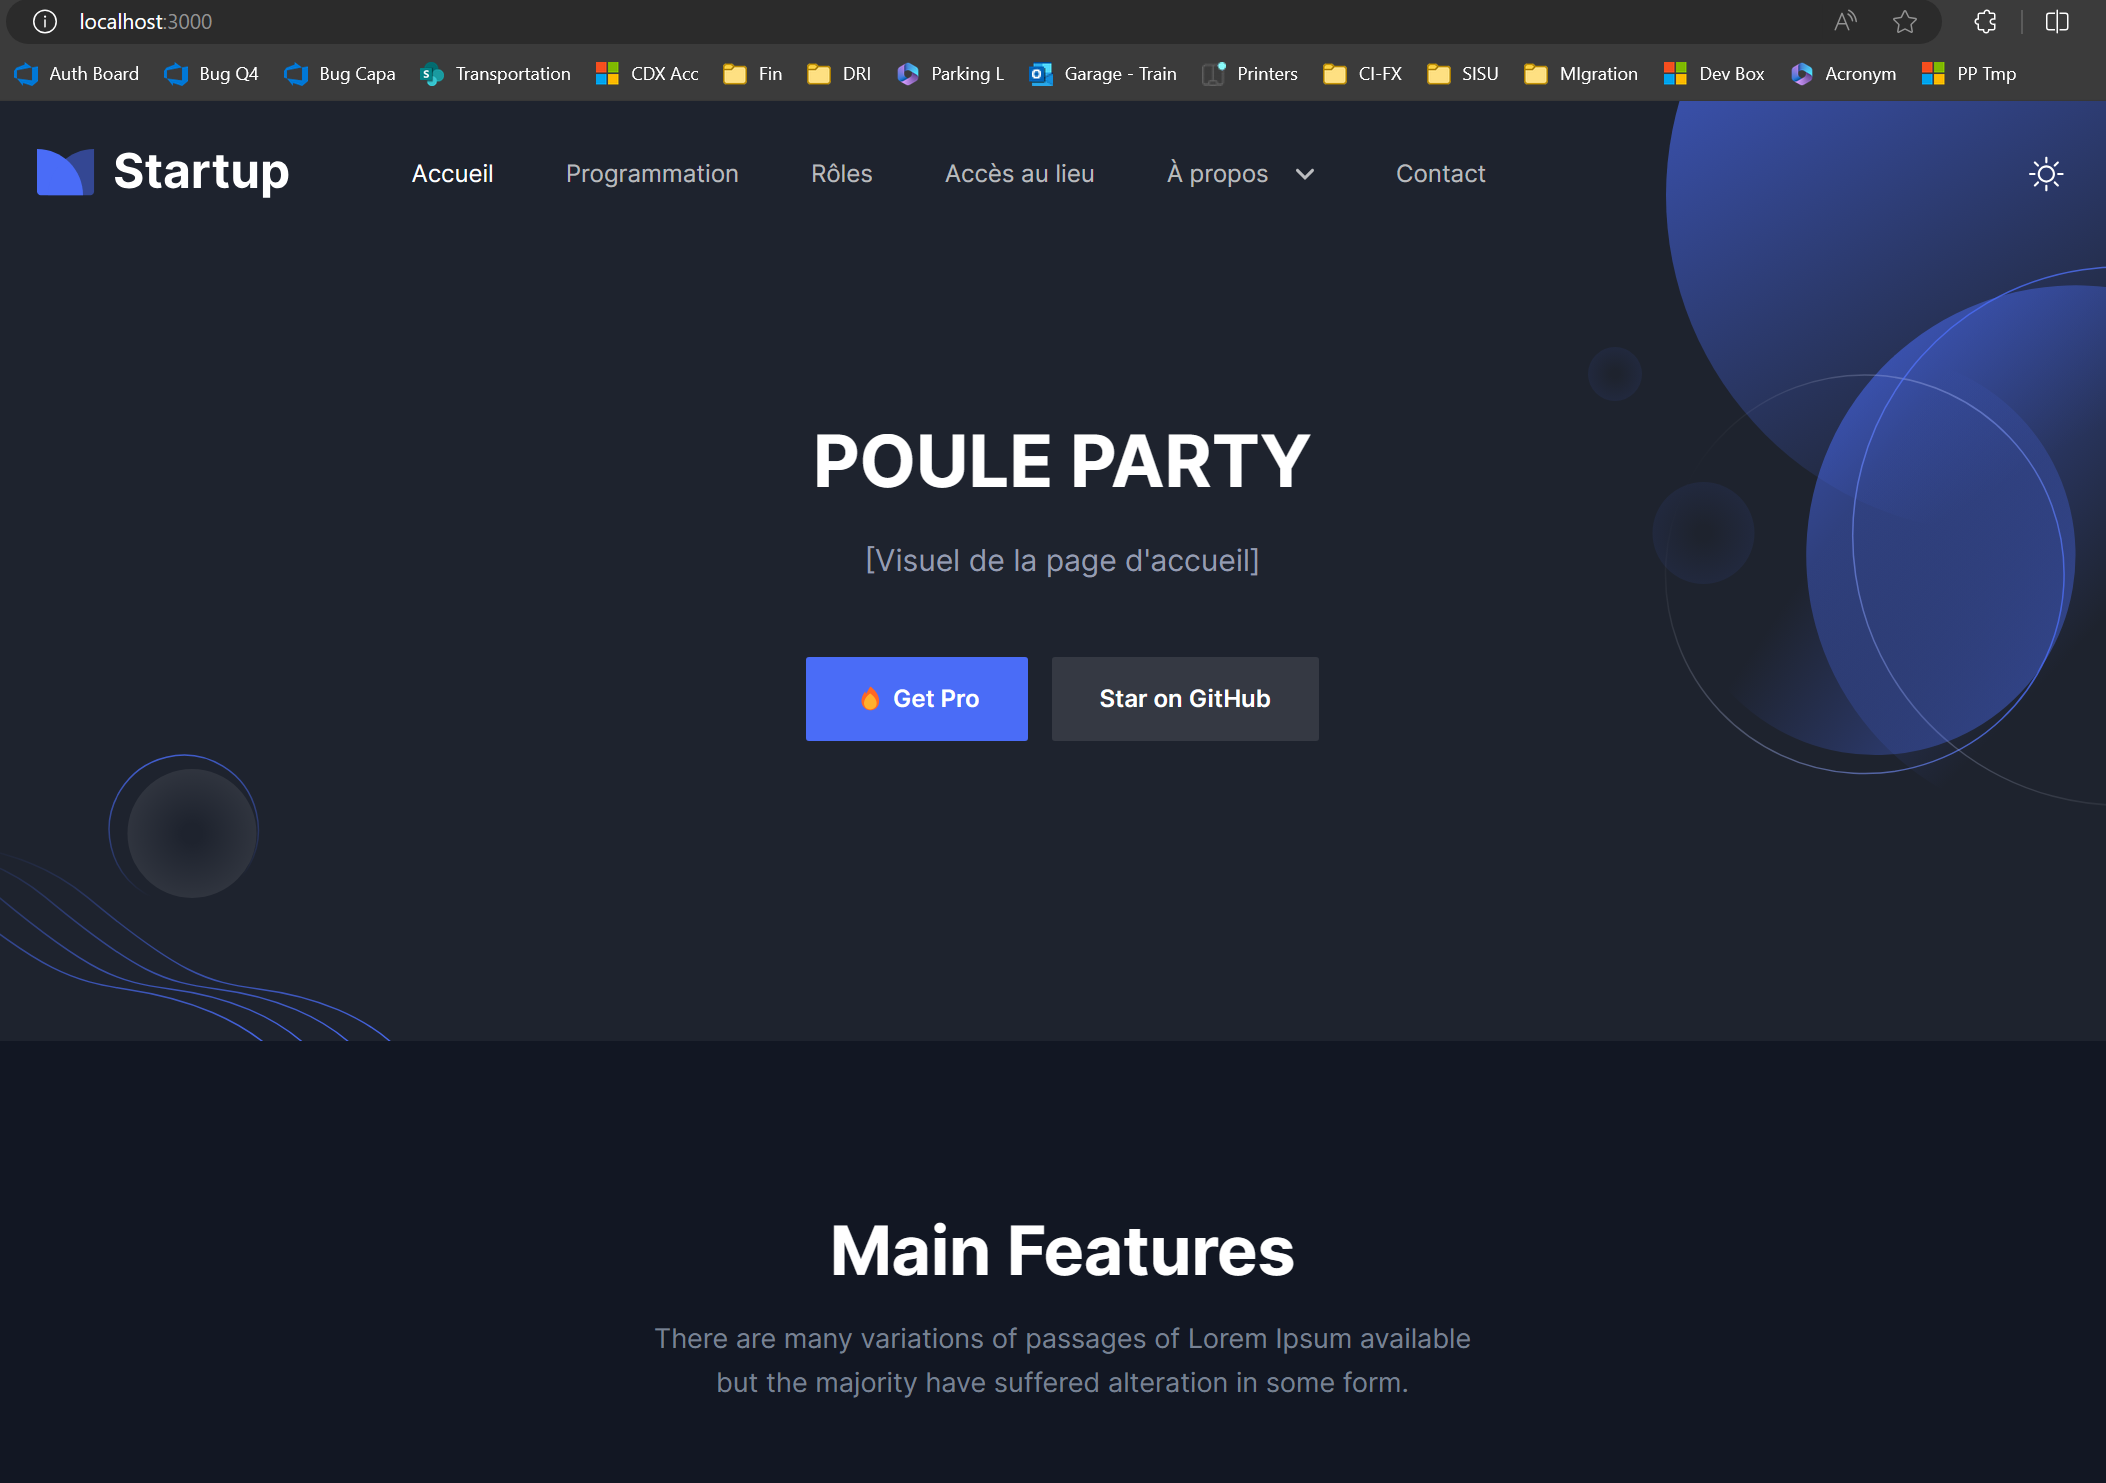 localhost:3000
Auth Board Bug Q4 Bug Capa Transportation CDX Acc Fin DRI Parking L Garage - Train Printers CI-FX SISU MIgration Dev Box Acronym PP Tmp
Startup Accueil Programmation Rôles Accès au lieu À propos Contact
POULE PARTY
[Visuel de la page d'accueil]
🔥 Get Pro Star on GitHub
Main Features
There are many variations of passages of Lorem Ipsum available
but the majority have suffered alteration in some form.